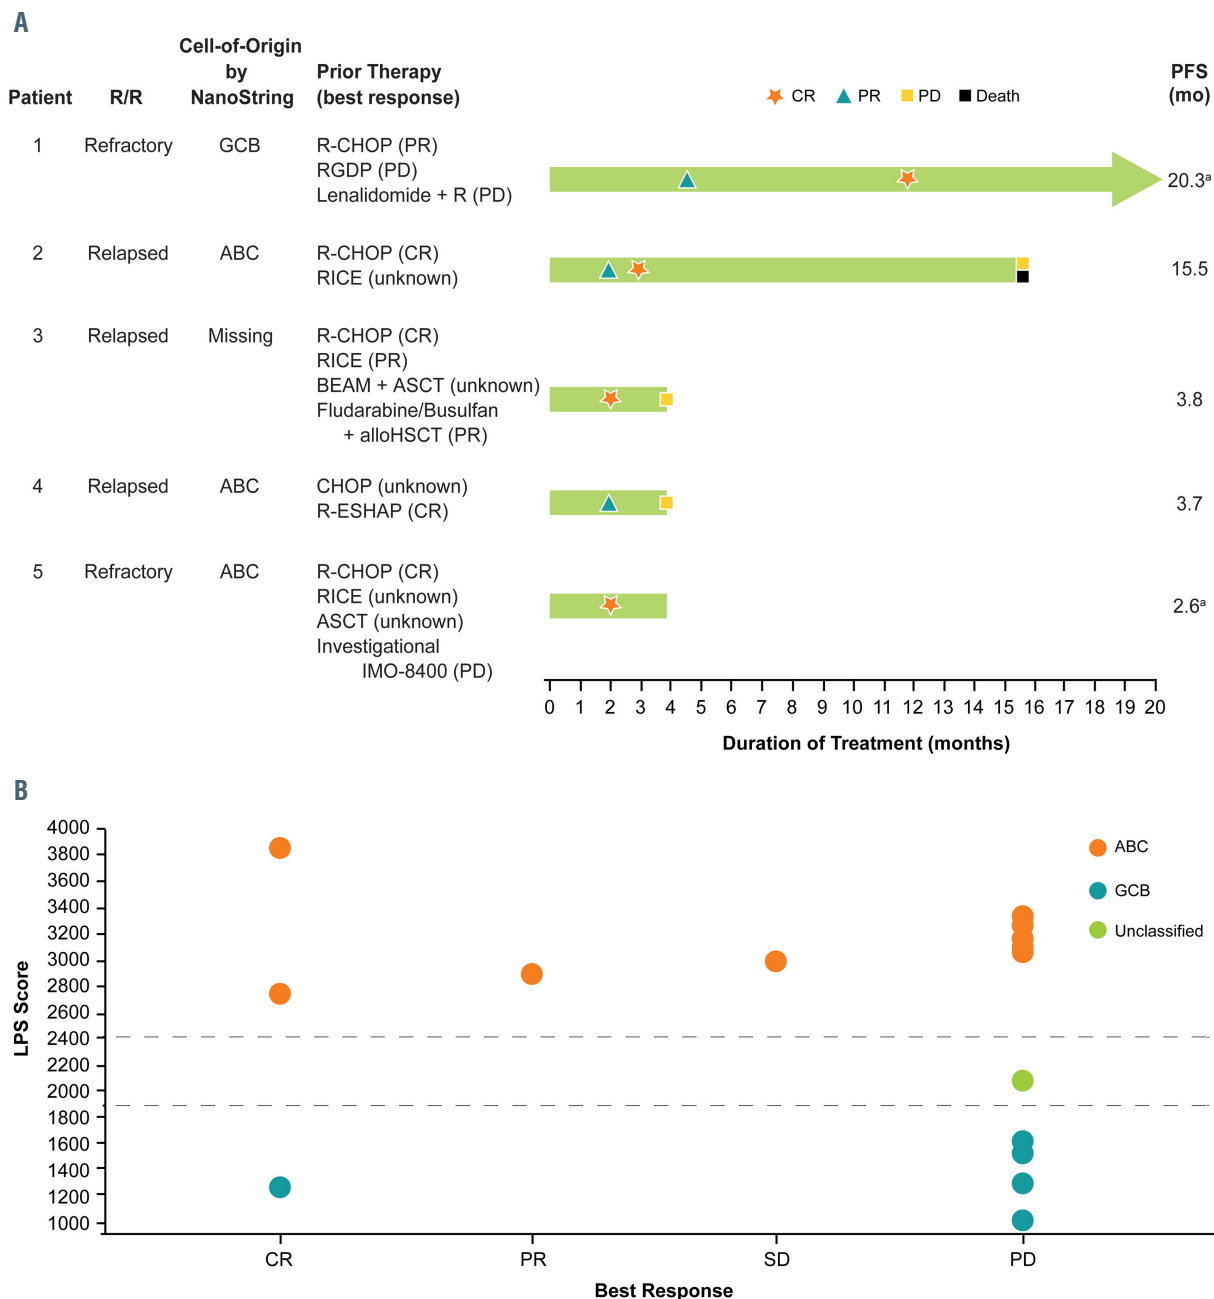 A
Patient
R/R
Cell-of-Origin
by
NanoString
Prior Therapy
(best response)
CR
PR
PD
Death
PFS
(mo)
1
Refractory
GCB
R-CHOP (PR)
RGDP (PD)
Lenalidomide + R (PD)
20.3a
2
Relapsed
ABC
R-CHOP (CR)
RICE (unknown)
15.5
3
Relapsed
Missing
R-CHOP (CR)
RICE (PR)
BEAM + ASCT (unknown)
Fludarabine/Busulfan
+ alloHSCT (PR)
3.8
4
Relapsed
ABC
CHOP (unknown)
R-ESHAP (CR)
3.7
5
Refractory
ABC
R-CHOP (CR)
RICE (unknown)
ASCT (unknown)
Investigational
IMO-8400 (PD)
2.6a
0 1 2 3 4 5 6 7 8 9 10 11 12 13 14 15 16 17 18 19 20
Duration of Treatment (months)
B
LPS Score
4000
3800
3600
3400
3200
3000
2800
2600
2400
2200
2000
1800
1600
1400
1200
1000
ABC
GCB
Unclassified
CR PR SD PD
Best Response